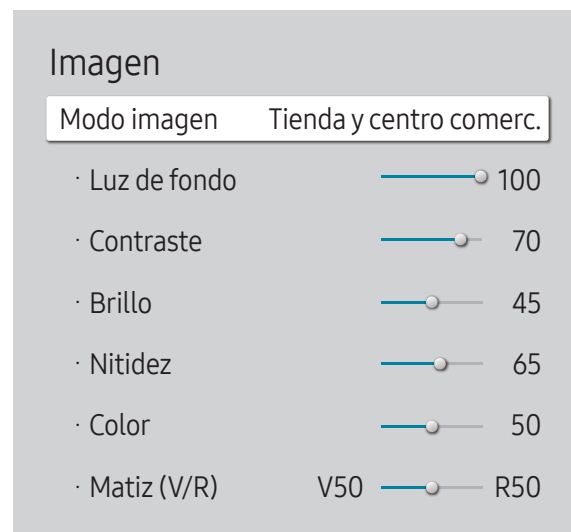 Imagen
Modo imagen Tienda y centro comerc.
· Luz de fondo 100
· Contraste 70
· Brillo 45
· Nitidez 65
· Color 50
· Matiz (V/R) V50 R50